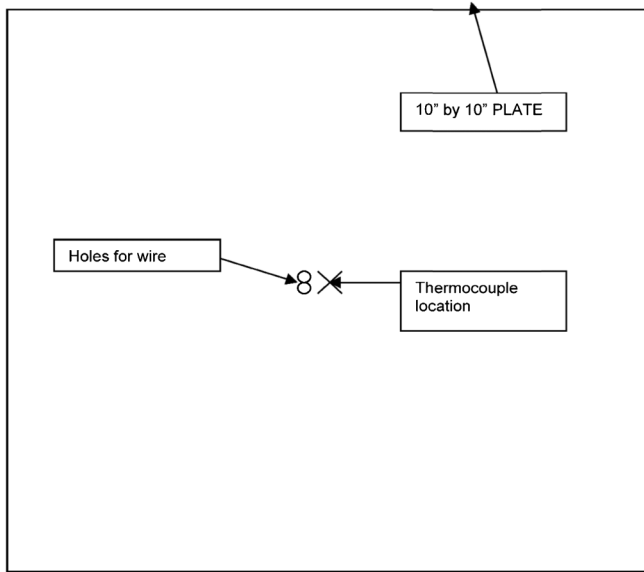 10” by 10” PLATE
Holes for wire
Thermocouple
location